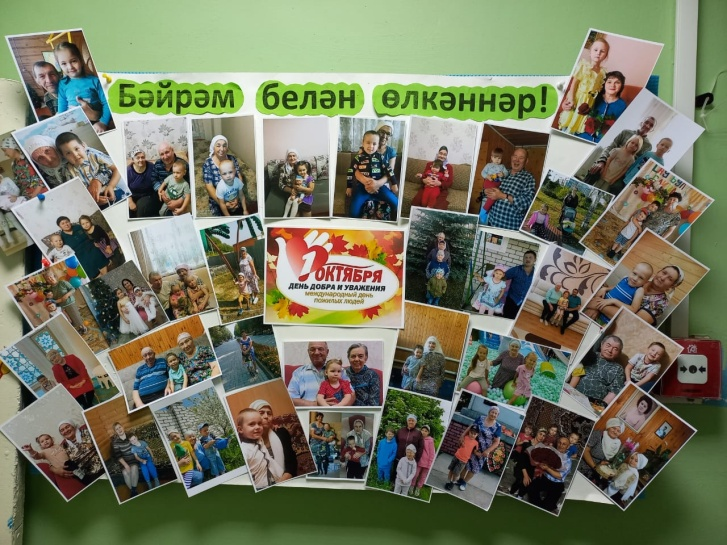 Бәйрәм белән өлкәннәр!
1 ОКТЯБРЯ
ДЕНЬ ДОБРА И УВАЖЕНИЯ
МЕЖДУНАРОДНЫЙ ДЕНЬ
ПОЖИЛЫХ ЛЮДЕЙ